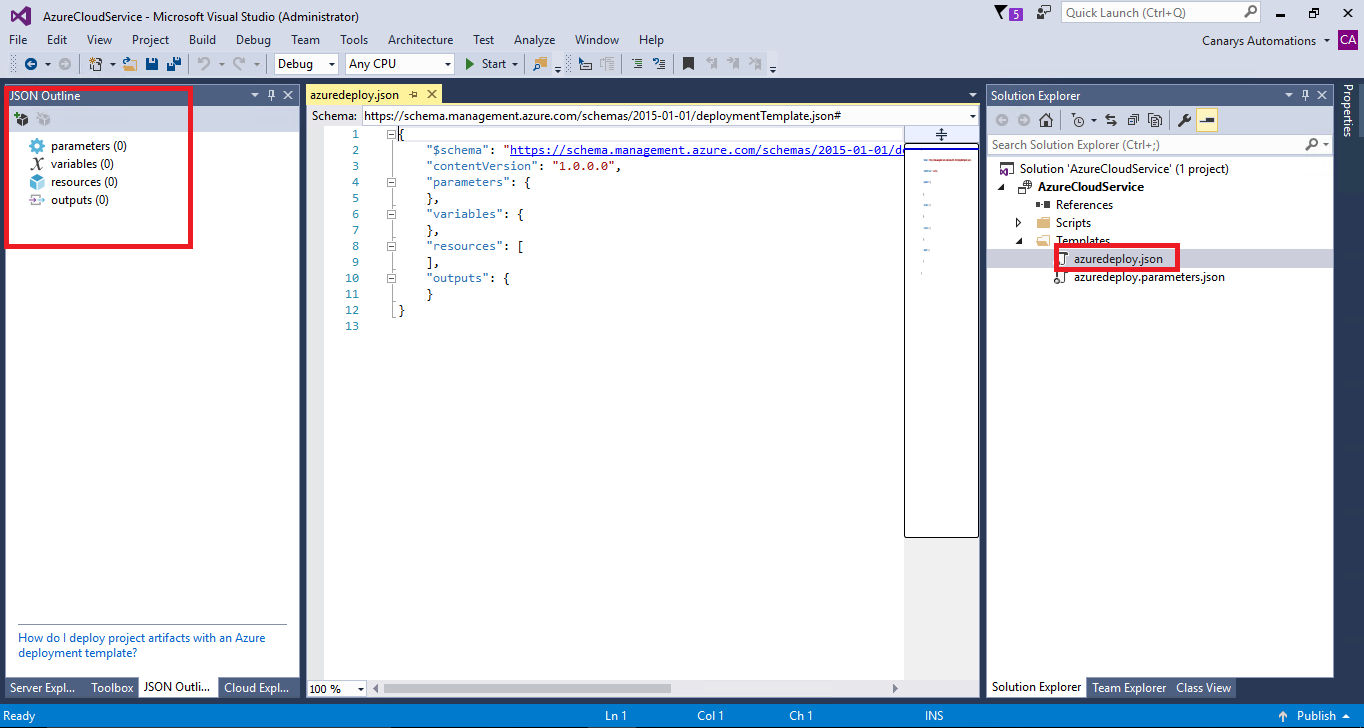 AzureCloudService - Microsoft Visual Studio (Administrator)
5
Quick Launch (Ctrl+Q)
File Edit View Project Build Debug Team Tools Architecture Test Analyze Window Help
Canarys Automations
CA
Debug
Any CPU
Start
JSON Outline
parameters (0)
variables (0)
resources (0)
outputs (0)
How do I deploy project artifacts with an Azure
deployment template?
Server Expl... Toolbox JSON Outli... Cloud Expl...
azuredeploy.json
Schema: https://schema.management.azure.com/schemas/2015-01-01/deploymentTemplate.json#
1 {
2 "$schema": "https://schema.management.azure.com/schemas/2015-01-01/de
3 "contentVersion": "1.0.0.0",
4 "parameters": {
5 },
6 "variables": {
7 },
8 "resources": [
9 ],
10 "outputs": {
11 }
12 }
13
100 %
Solution Explorer
Search Solution Explorer (Ctrl+;)
Solution 'AzureCloudService' (1 project)
AzureCloudService
References
Scripts
Templates
azuredeploy.json
azuredeploy.parameters.json
Solution Explorer Team Explorer Class View
Properties
Ready
Ln 1
Col 1
Ch 1
INS
Publish